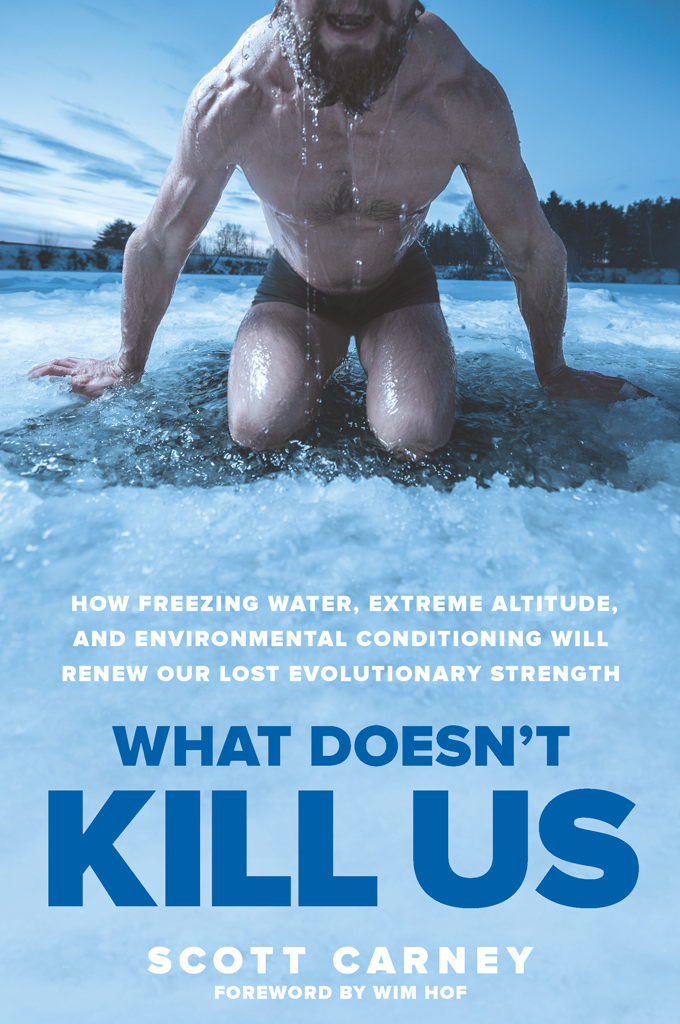 HOW FREEZING WATER, EXTREME ALTITUDE,
AND ENVIRONMENTAL CONDITIONING WILL
RENEW OUR LOST EVOLUTIONARY STRENGTH
WHAT DOESN’T
KILL US
SCOTT CARNEY
FOREWORD BY WIM HOF